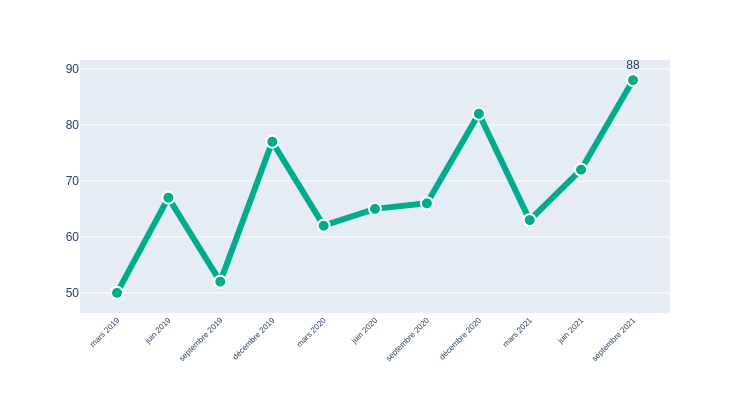 88
90
80
70
60
50
mars 2019
juin 2019
septembre 2019
décembre 2019
mars 2020
juin 2020
septembre 2020
décembre 2020
mars 2021
juin 2021
septembre 2021